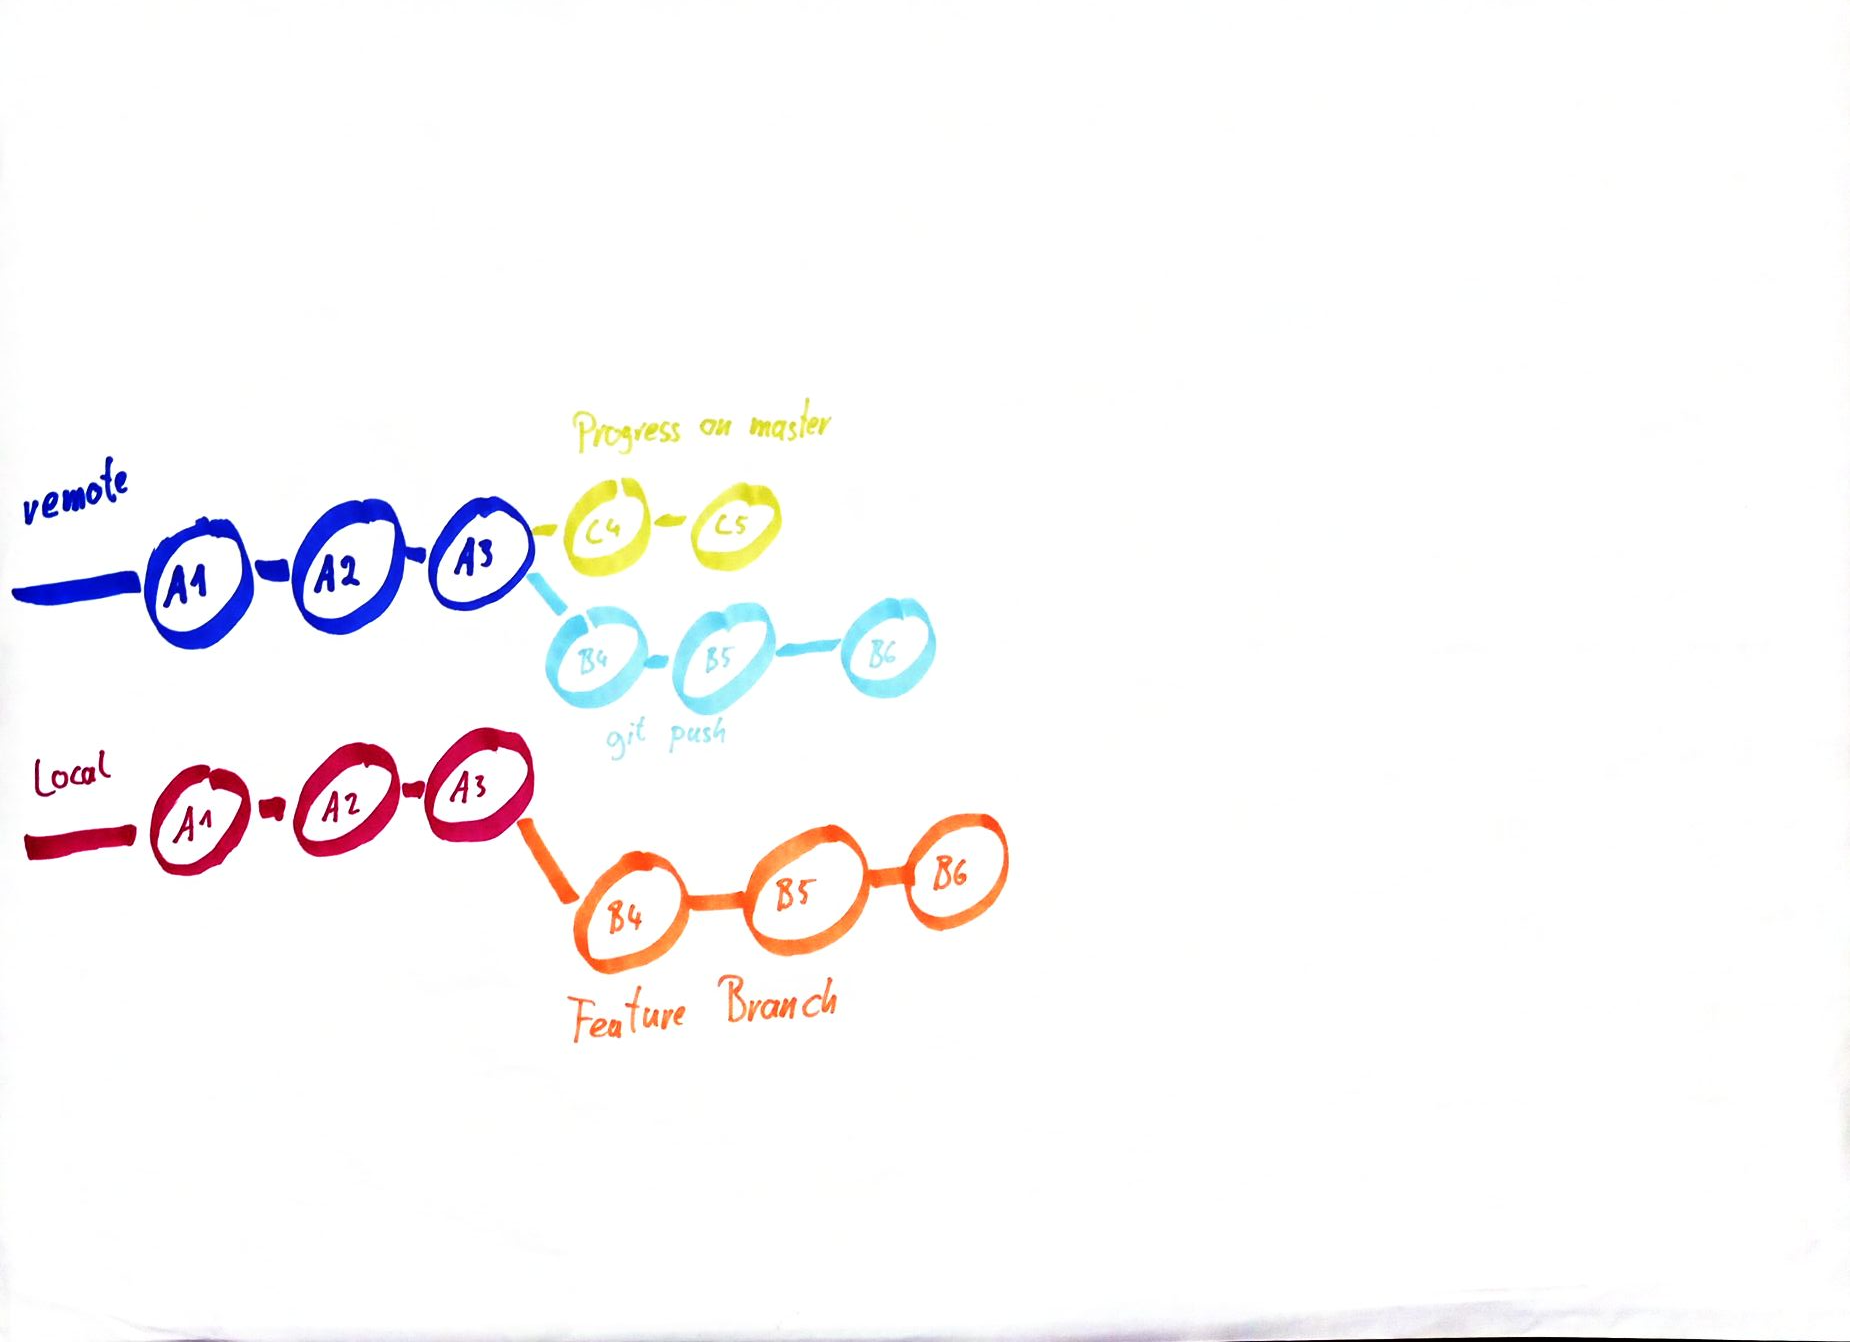 Progress on master
remote
A1 A2 A3 C4 C5
B4 B5 B6
git push
Local
A1 A2 A3
B4 B5 B6
Feature Branch